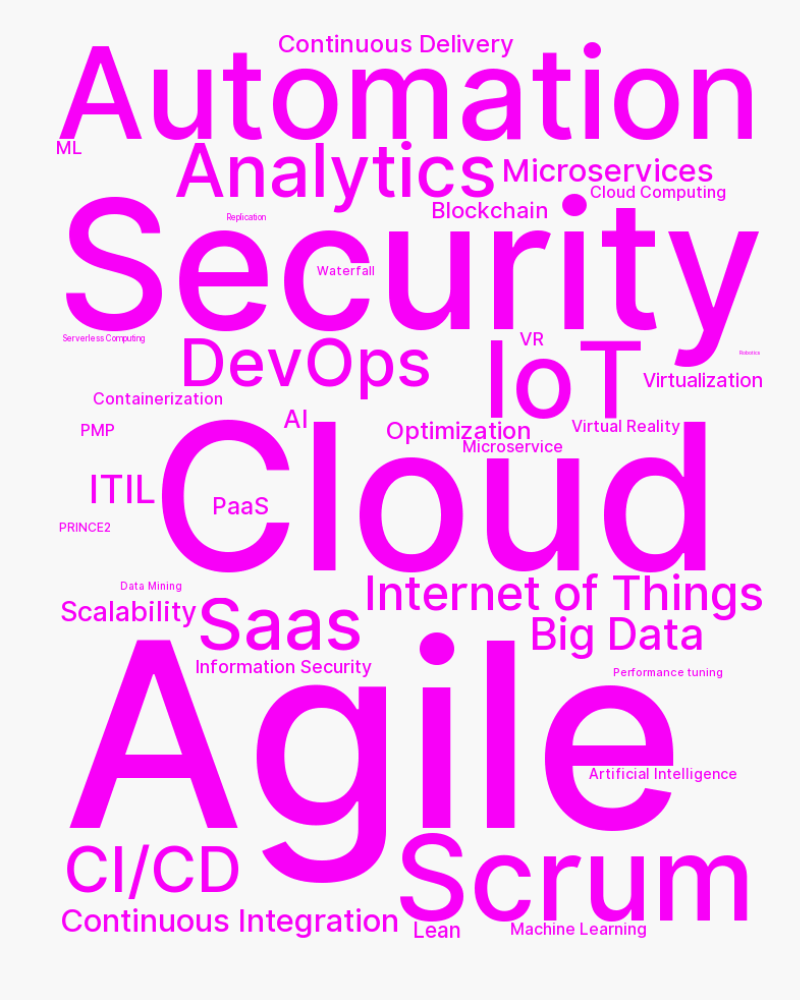 Continuous Delivery
Automation
ML
Analytics
Microservices
Cloud Computing
Blockchain
Replication
Security
Waterfall
Serverless Computing
DevOps
VR
IoT
Robotics
Virtualization
Containerization
AI
PMP
Optimization
Virtual Reality
Microservice
Cloud
ITIL
PaaS
PRINCE2
Data Mining
Internet of Things
Scalability
Saas
Big Data
Information Security
Performance tuning
Agile
Artificial Intelligence
CI/CD
Scrum
Continuous Integration
Lean
Machine Learning